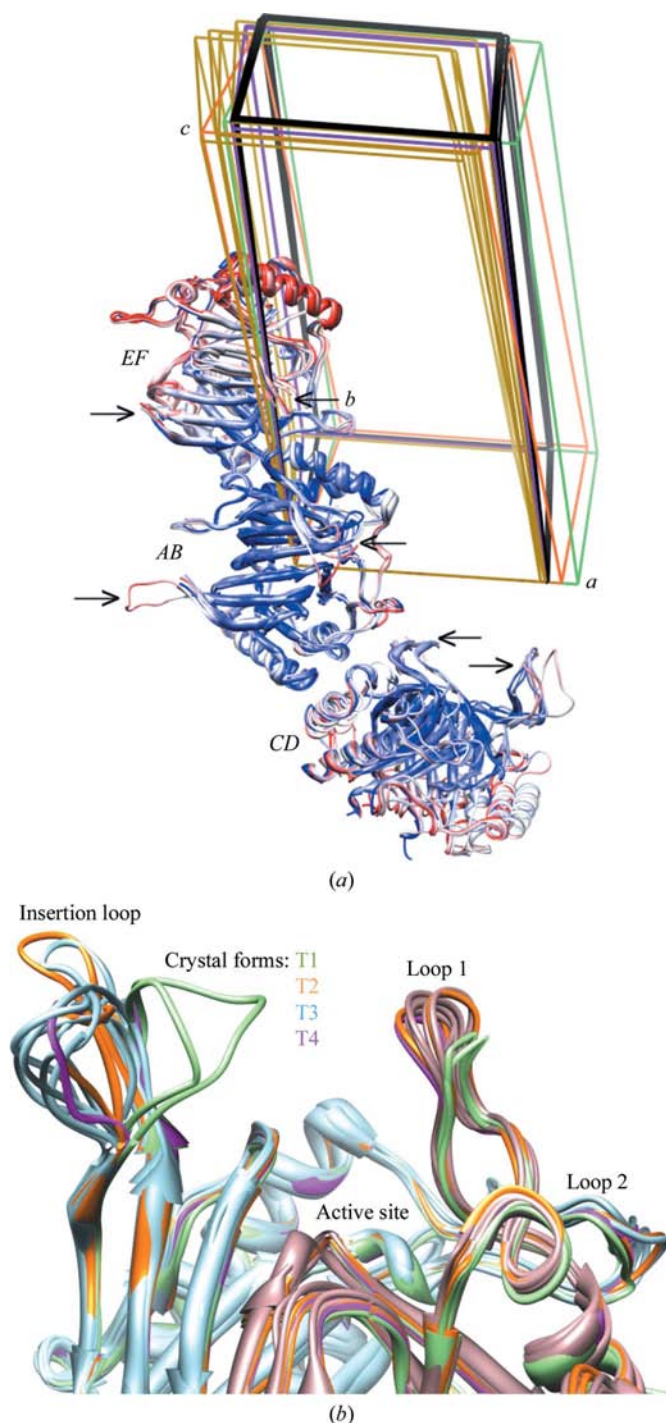 c
EF
b
AB
a
CD
(a)
Insertion loop
Crystal forms: T1
T2
T3
T4
Loop 1
Loop 2
Active site
(b)